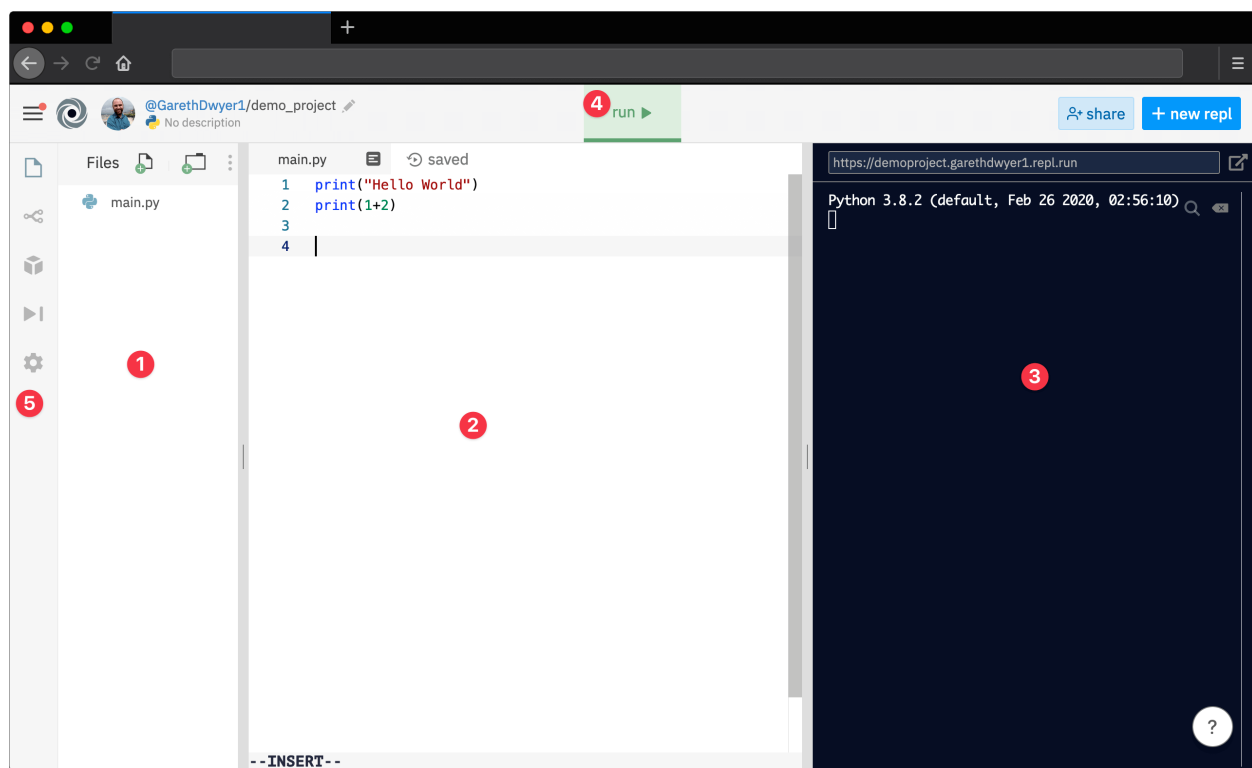 @GarethDwyer1/demo_project
No description
4
run
share
+ new repl
Files
main.py
saved
https://demoproject.garethdwyer1.repl.run
main.py
1 print("Hello World")
2 print(1+2)
3
4
Python 3.8.2 (default, Feb 26 2020, 02:56:10)
1
5
2
3
?
--INSERT--